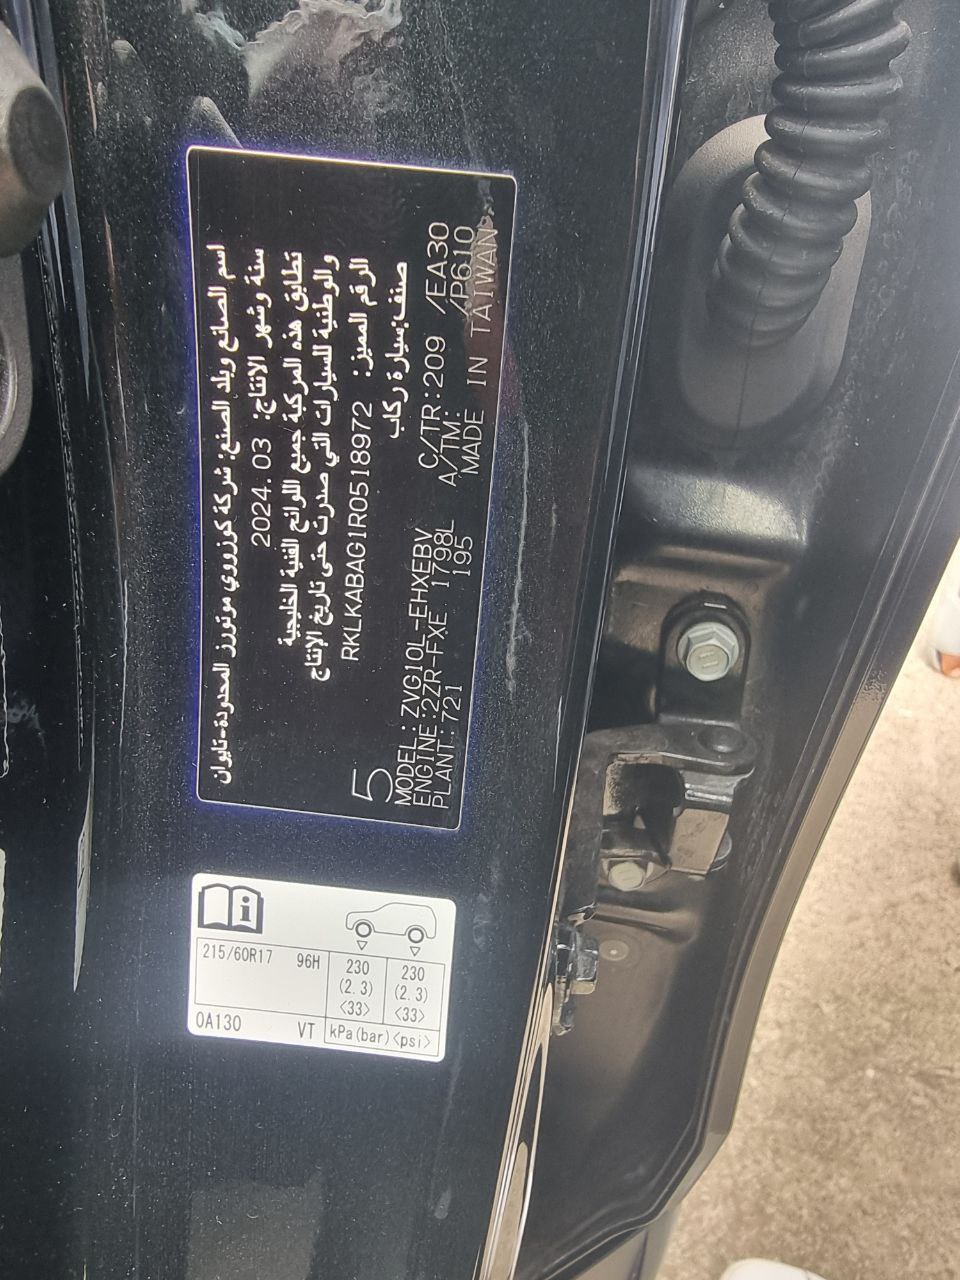 اسم الصانع وبلد الصنع: شركة كوزروري موتورز المحدودة-تايوان
سنة وشهر الانتاج: 2024.03
تطابق هذه المركبة جميع اللوائح الفنية الخليجية
والوطنية للسيارات التي صدرت حتى تاريخ الإنتاج
الرقم المميز: RKLKABAG1R0518972
صنف:سيارة ركاب
5
MODEL:ZVG10L-EHXEBV C/TR:209 /EA30
ENGINE:2ZR-FXE 1798L A/TM: /P610
PLANT:721 195 MADE IN TAIWAN
i
215/60R17 96H 230 230
(2.3) (2.3)
<33> <33>
0A130 VT kPa(bar)<psi>